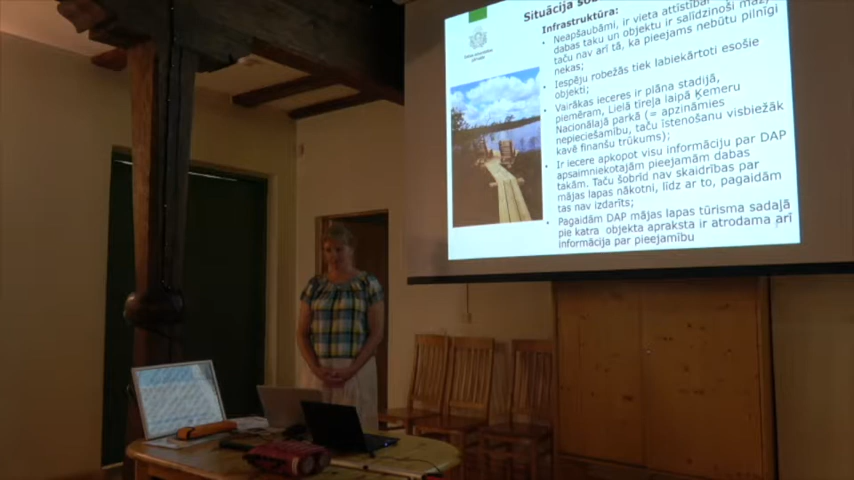 Situācija
Infrastruktūra:
Neapšaubāmi, ir vieta attīstībai
dabas taku un objektu ir salīdzinoši maz,
taču nav arī tā, ka pieejams nebūtu pilnīgi
nekas;
Iespēju robežās tiek labiekārtoti esošie
objekti;
Vairākas ieceres ir plāna stadijā,
piemēram, Lielā tīreļa laipā Ķemeru
Nacionālajā parkā (= apzināmies
nepieciešamību, taču īstenošanu visbiežāk
kavē finanšu trūkums);
Ir iecere apkopot visu informāciju par DAP
apsaimniekotajām pieejamām dabas
takām. Taču šobrīd nav skaidrības par
mājas lapas nākotni, līdz ar to, pagaidām
tas nav izdarīts;
Pagaidām DAP mājas lapas tūrisma sadaļā
pie katra objekta apraksta ir atrodama arī
informācija par pieejamību